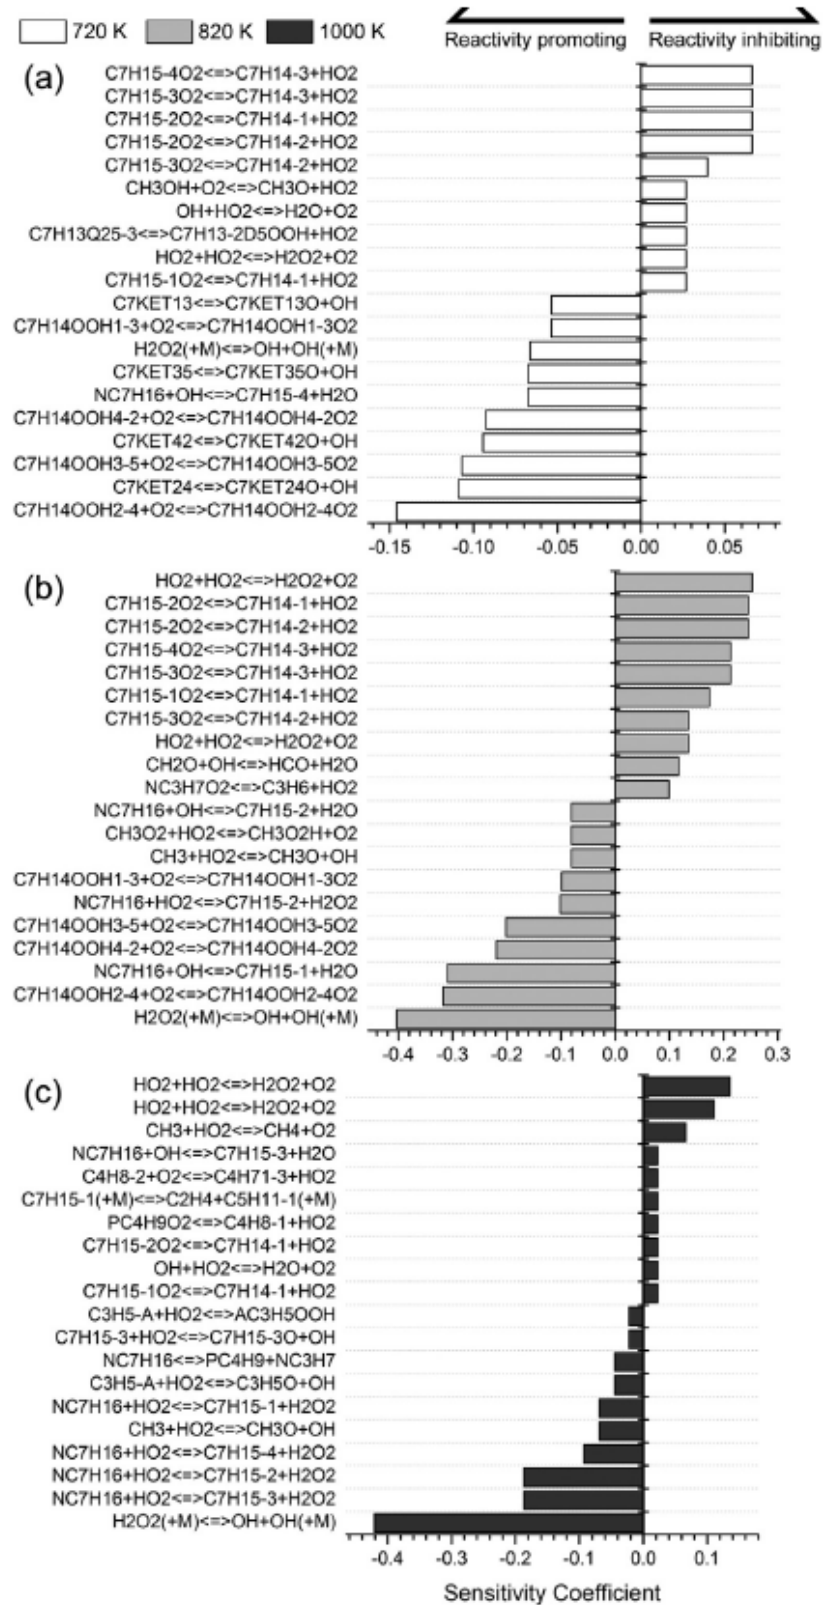 720 K 820 K 1000 K
Reactivity promoting Reactivity inhibiting
(a)
C7H15-4O2<=>C7H14-3+HO2
C7H15-3O2<=>C7H14-3+HO2
C7H15-2O2<=>C7H14-1+HO2
C7H15-2O2<=>C7H14-2+HO2
C7H15-3O2<=>C7H14-2+HO2
CH3OH+O2<=>CH3O+HO2
OH+HO2<=>H2O+O2
C7H13Q25-3<=>C7H13-2D5OOH+HO2
HO2+HO2<=>H2O2+O2
C7H15-1O2<=>C7H14-1+HO2
C7KET13<=>C7KET13O+OH
C7H14OOH1-3+O2<=>C7H14OOH1-3O2
H2O2(+M)<=>OH+OH(+M)
C7KET35<=>C7KET35O+OH
NC7H16+OH<=>C7H15-4+H2O
C7H14OOH4-2+O2<=>C7H14OOH4-2O2
C7KET42<=>C7KET42O+OH
C7H14OOH3-5+O2<=>C7H14OOH3-5O2
C7KET24<=>C7KET24O+OH
C7H14OOH2-4+O2<=>C7H14OOH2-4O2
-0.15 -0.10 -0.05 0.00 0.05
(b)
HO2+HO2<=>H2O2+O2
C7H15-2O2<=>C7H14-1+HO2
C7H15-2O2<=>C7H14-2+HO2
C7H15-4O2<=>C7H14-3+HO2
C7H15-3O2<=>C7H14-3+HO2
C7H15-1O2<=>C7H14-1+HO2
C7H15-3O2<=>C7H14-2+HO2
HO2+HO2<=>H2O2+O2
CH2O+OH<=>HCO+H2O
NC3H7O2<=>C3H6+HO2
NC7H16+OH<=>C7H15-2+H2O
CH3O2+HO2<=>CH3O2H+O2
CH3+HO2<=>CH3O+OH
C7H14OOH1-3+O2<=>C7H14OOH1-3O2
NC7H16+HO2<=>C7H15-2+H2O2
C7H14OOH3-5+O2<=>C7H14OOH3-5O2
C7H14OOH4-2+O2<=>C7H14OOH4-2O2
NC7H16+OH<=>C7H15-1+H2O
C7H14OOH2-4+O2<=>C7H14OOH2-4O2
H2O2(+M)<=>OH+OH(+M)
-0.4 -0.3 -0.2 -0.1 0.0 0.1 0.2 0.3
(c)
HO2+HO2<=>H2O2+O2
HO2+HO2<=>H2O2+O2
CH3+HO2<=>CH4+O2
NC7H16+OH<=>C7H15-3+H2O
C4H8-2+O2<=>C4H71-3+HO2
C7H15-1(+M)<=>C2H4+C5H11-1(+M)
PC4H9O2<=>C4H8-1+HO2
C7H15-2O2<=>C7H14-1+HO2
OH+HO2<=>H2O+O2
C7H15-1O2<=>C7H14-1+HO2
C3H5-A+HO2<=>AC3H5OOH
C7H15-3+HO2<=>C7H15-3O+OH
NC7H16<=>PC4H9+NC3H7
C3H5-A+HO2<=>C3H5O+OH
NC7H16+HO2<=>C7H15-1+H2O2
CH3+HO2<=>CH3O+OH
NC7H16+HO2<=>C7H15-4+H2O2
NC7H16+HO2<=>C7H15-2+H2O2
NC7H16+HO2<=>C7H15-3+H2O2
H2O2(+M)<=>OH+OH(+M)
-0.4 -0.3 -0.2 -0.1 0.0 0.1
Sensitivity Coefficient